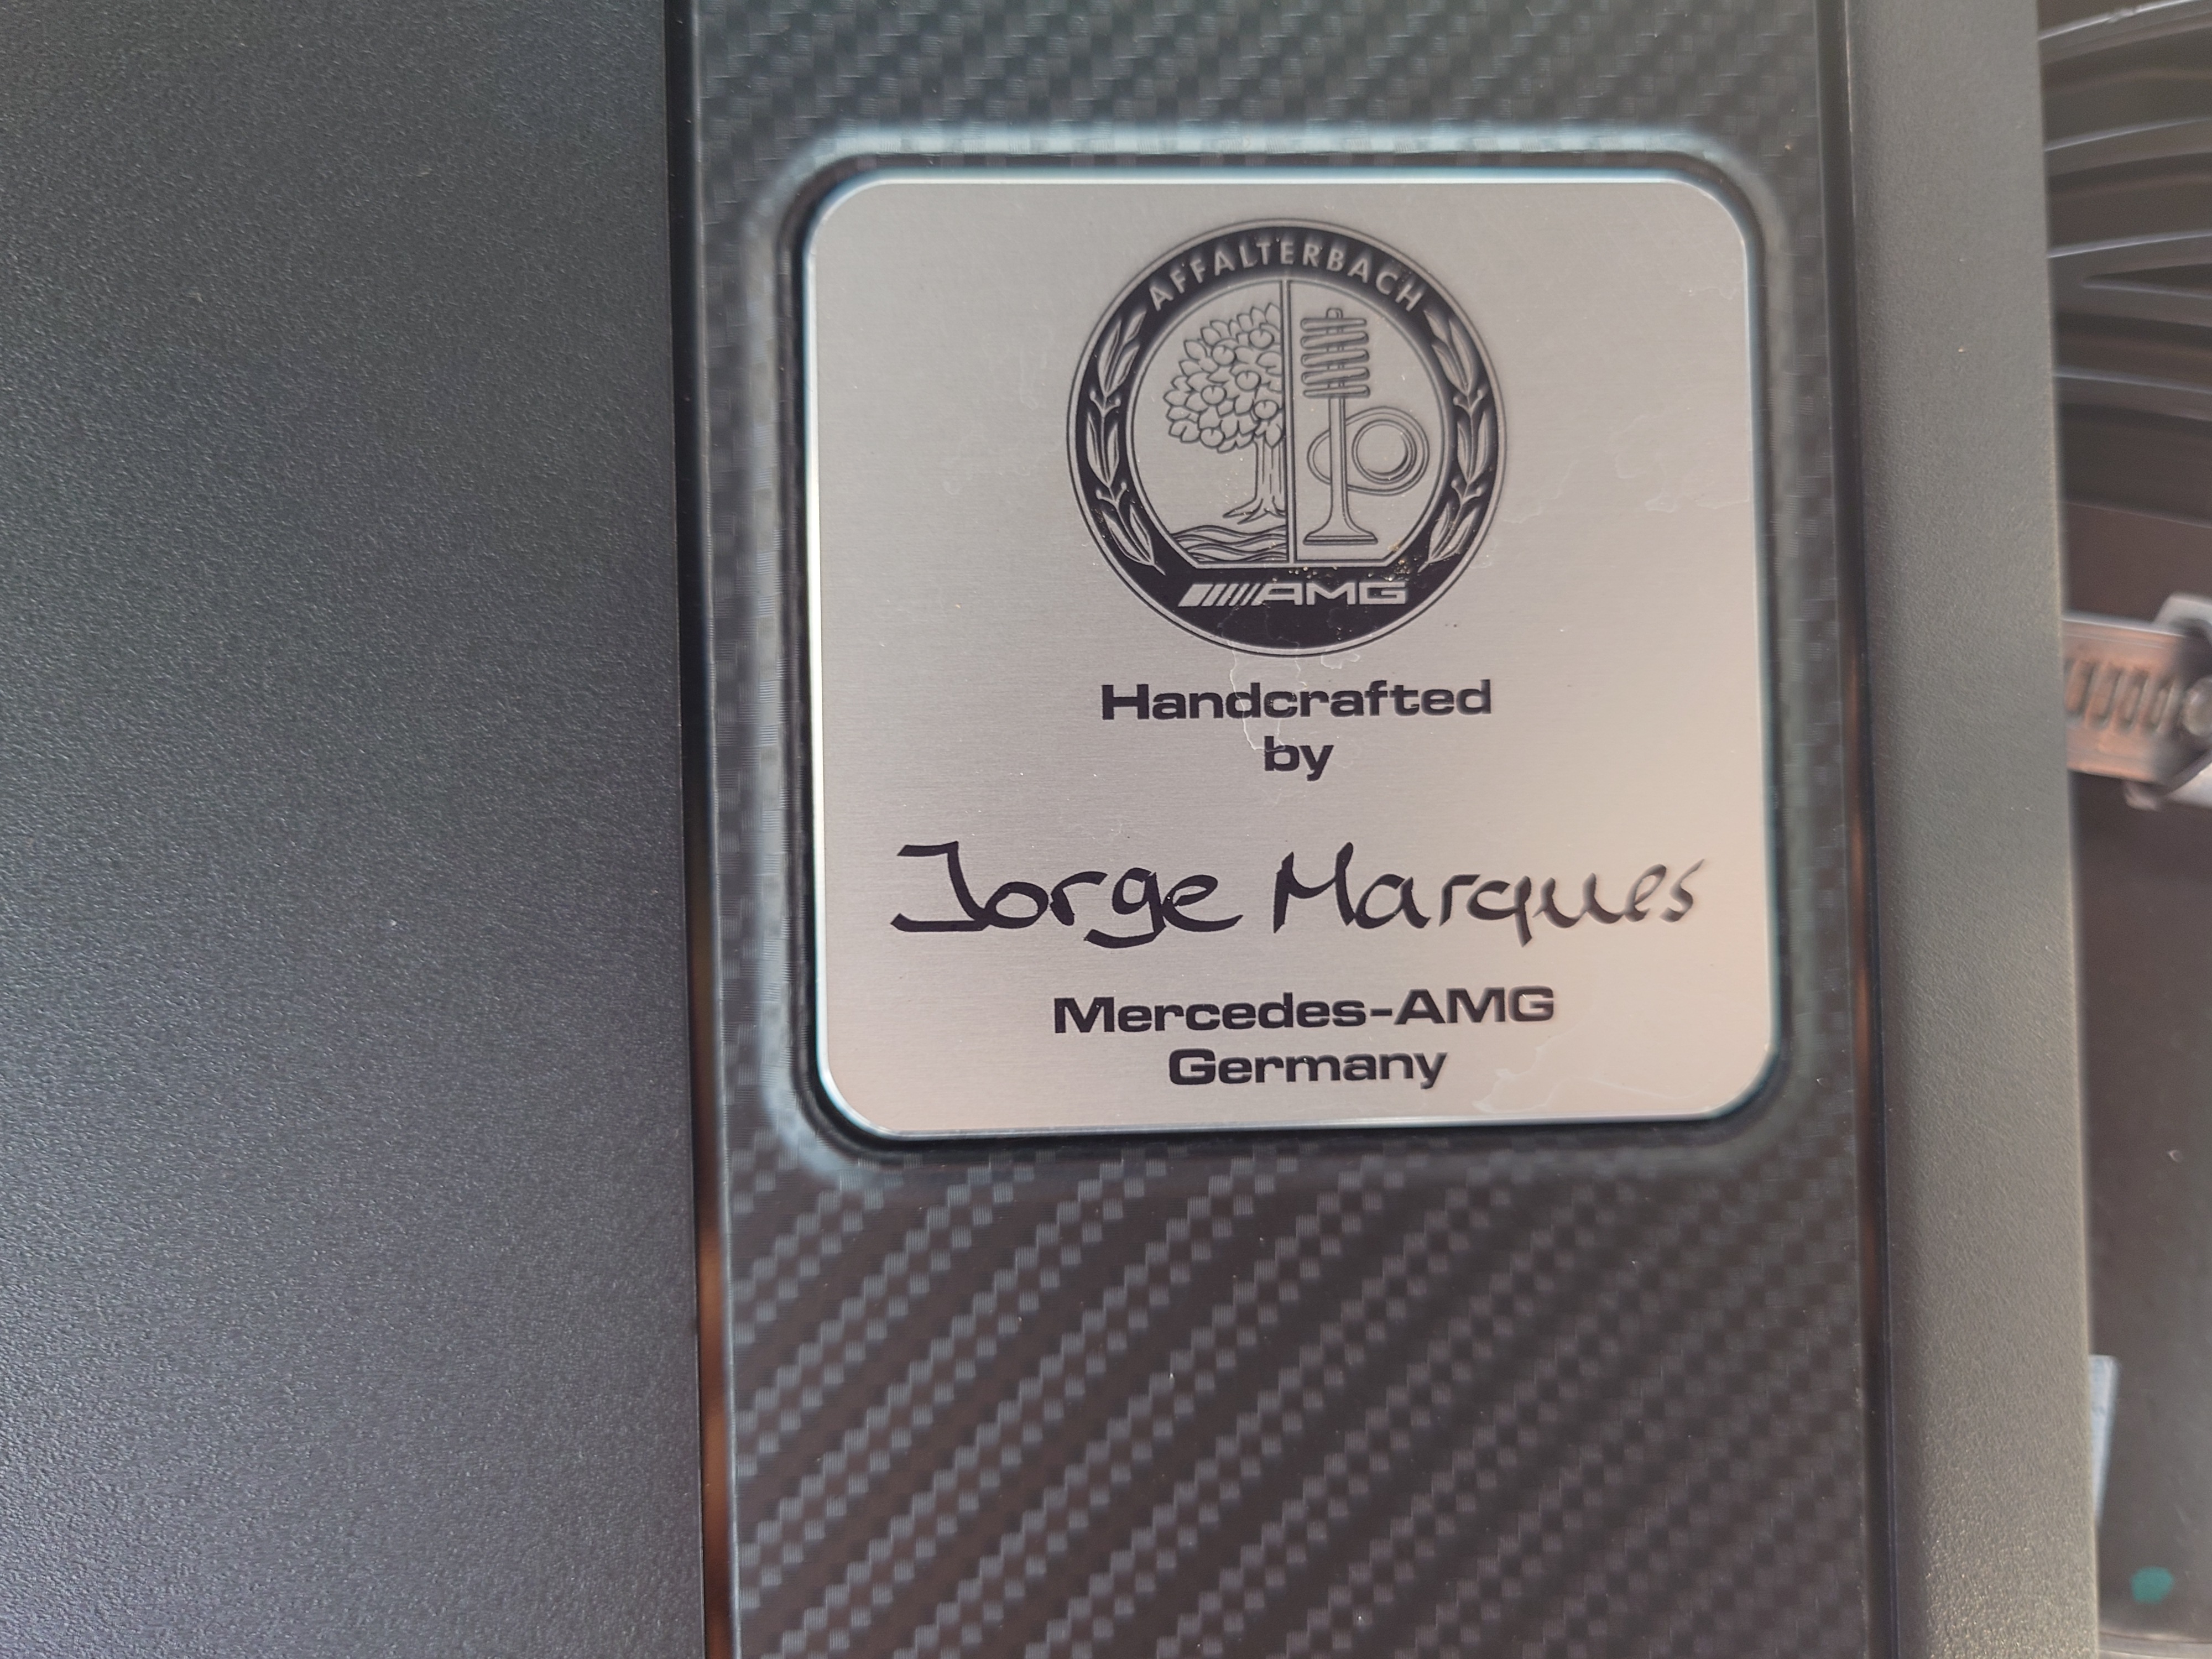 AFFALTERBACH
AMG
Handcrafted
by
Jorge Marques
Mercedes-AMG
Germany